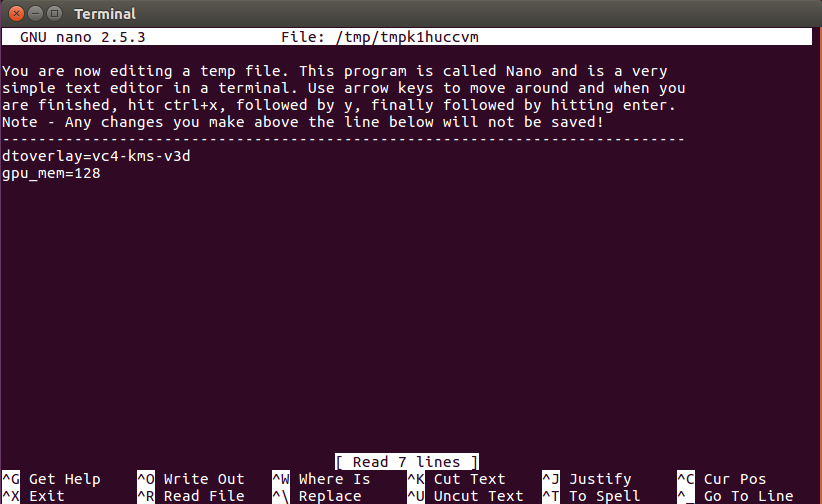 Terminal
GNU nano 2.5.3 File: /tmp/tmpk1huccvm
You are now editing a temp file. This program is called Nano and is a very
simple text editor in a terminal. Use arrow keys to move around and when you
are finished, hit ctrl+x, followed by y, finally followed by hitting enter.
Note - Any changes you make above the line below will not be saved!
----------------------------------------------------------------------------
dtoverlay=vc4-kms-v3d
gpu_mem=128
[ Read 7 lines ]
^G Get Help ^O Write Out ^W Where Is ^K Cut Text ^J Justify ^C Cur Pos
^X Exit ^R Read File ^\ Replace ^U Uncut Text ^T To Spell ^_ Go To Line